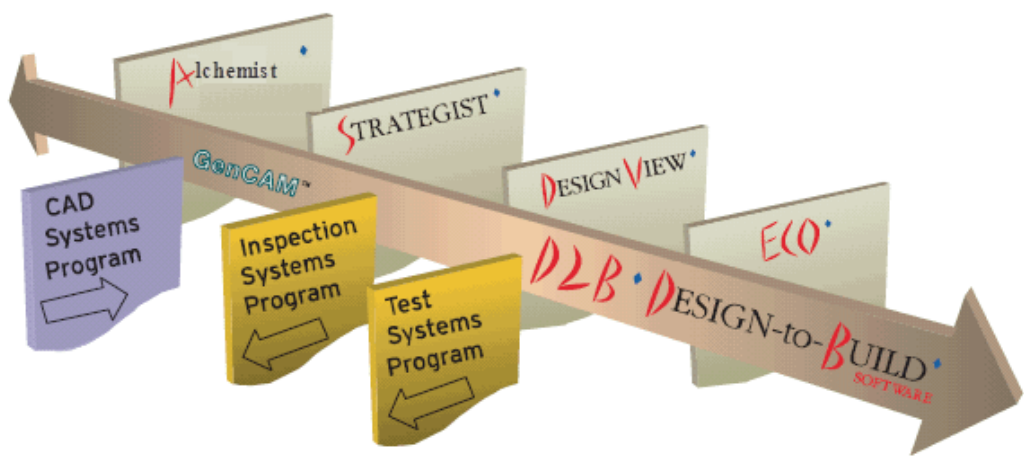 Alchemist
STRATEGIST
DESIGN VIEW
ECO
GenCAM™
DLB DESIGN-to-BUILD
SOFTWARE
CAD
Systems
Program
Inspection
Systems
Program
Test
Systems
Program